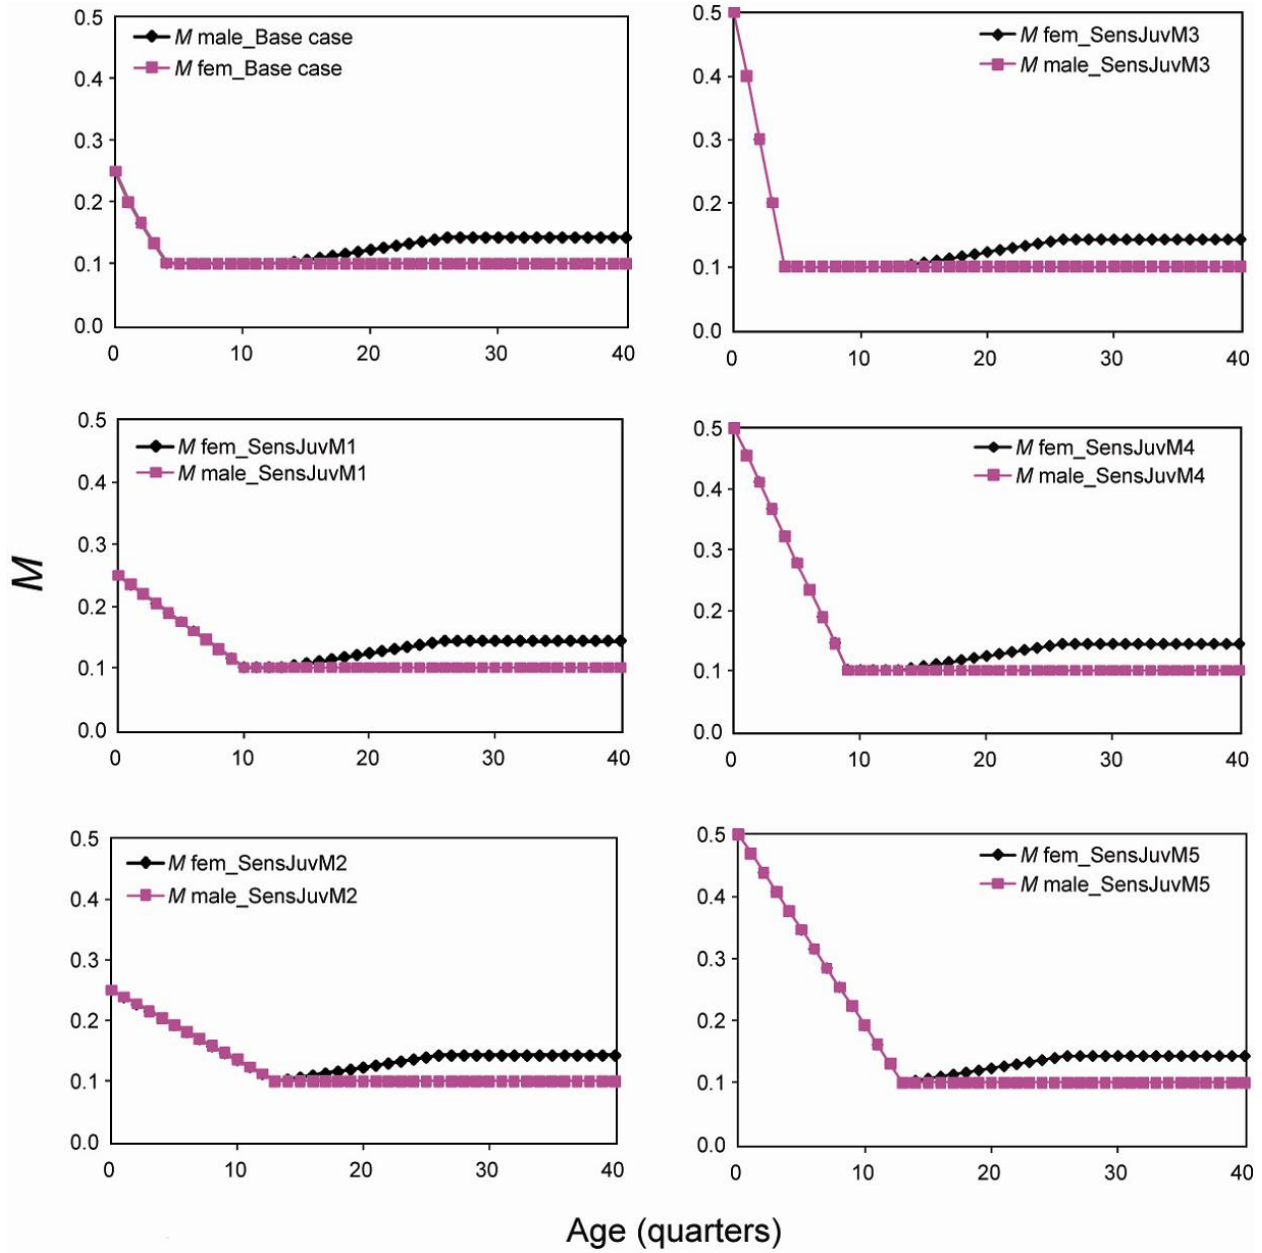 0.5
0.4
0.3
0.2
0.1
0.0
0 10 20 30 40
M male_Base case
M fem_Base case
0.5
0.4
0.3
0.2
0.1
0.0
0 10 20 30 40
M fem_SensJuvM3
M male_SensJuvM3
0.5
0.4
0.3
0.2
0.1
0.0
0 10 20 30 40
M fem_SensJuvM1
M male_SensJuvM1
0.5
0.4
0.3
0.2
0.1
0.0
0 10 20 30 40
M fem_SensJuvM4
M male_SensJuvM4
M
0.5
0.4
0.3
0.2
0.1
0.0
0 10 20 30 40
M fem_SensJuvM2
M male_SensJuvM2
0.5
0.4
0.3
0.2
0.1
0.0
0 10 20 30 40
M fem_SensJuvM5
M male_SensJuvM5
Age (quarters)